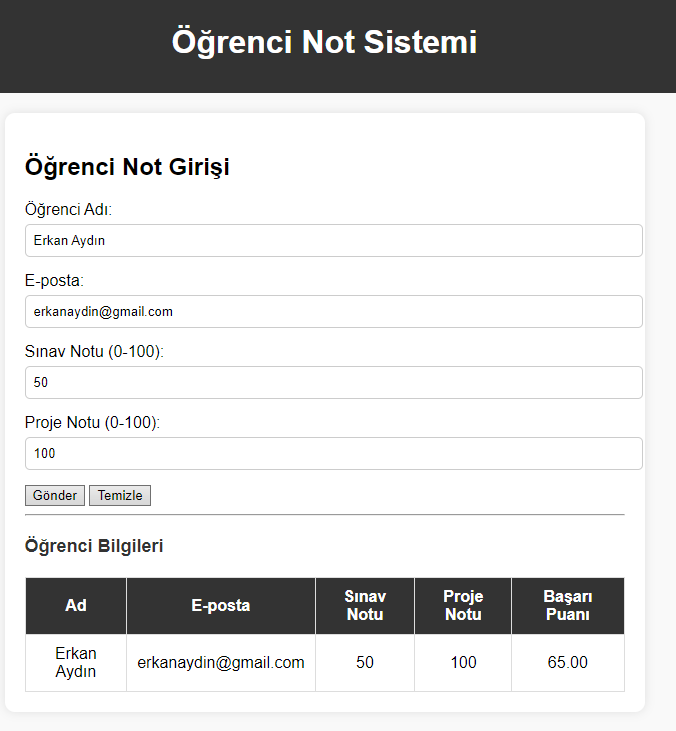 Öğrenci Not Sistemi
Öğrenci Not Girişi
Öğrenci Adı:
Erkan Aydın
E-posta:
erkanaydin@gmail.com
Sınav Notu (0-100):
50
Proje Notu (0-100):
100
Gönder Temizle
Öğrenci Bilgileri
Ad E-posta Sınav Notu Proje Notu Başarı Puanı
Erkan Aydın erkanaydin@gmail.com 50 100 65.00